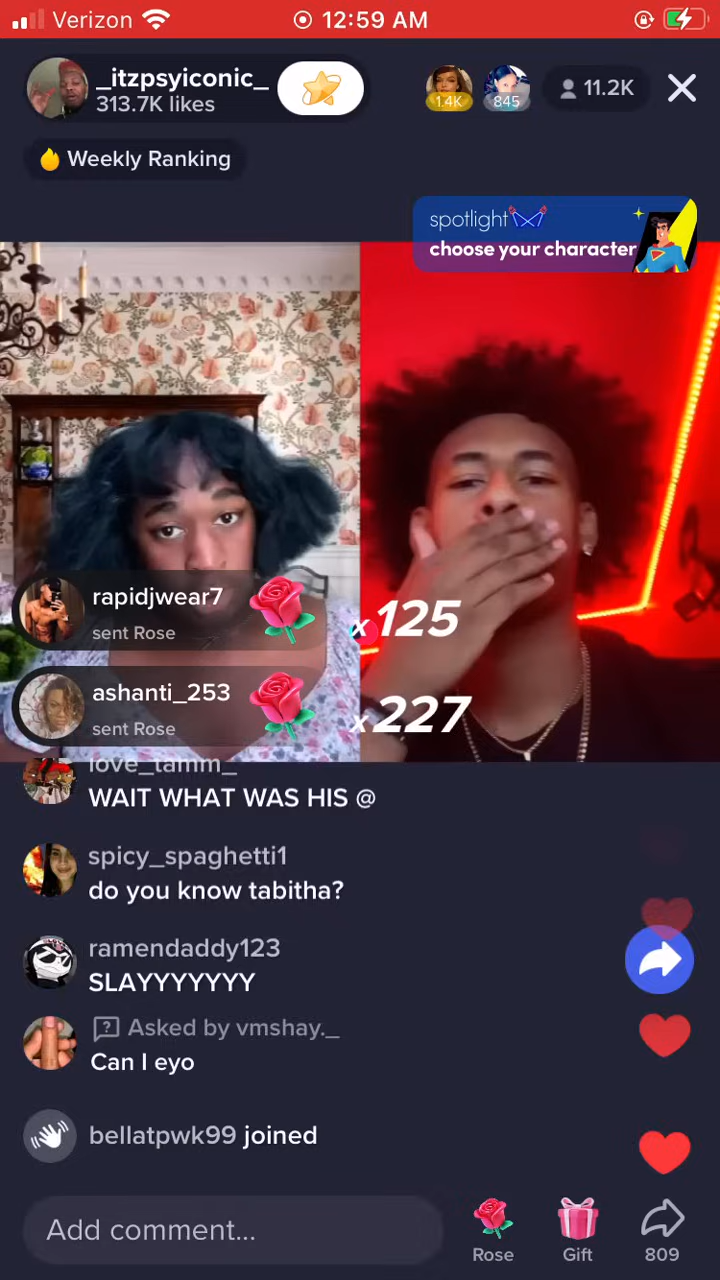 Verizon 12:59 AM
_itzpsyiconic_
313.7K likes
1.4K 845 11.2K
Weekly Ranking
spotlight
choose your character
rapidjwear7
sent Rose
x125
ashanti_253
sent Rose
x227
love_tamm_
WAIT WHAT WAS HIS @
spicy_spaghetti1
do you know tabitha?
ramendaddy123
SLAYYYYYYY
Asked by vmshay._
Can I eyo
bellatpwk99 joined
Add comment...
Rose Gift 809